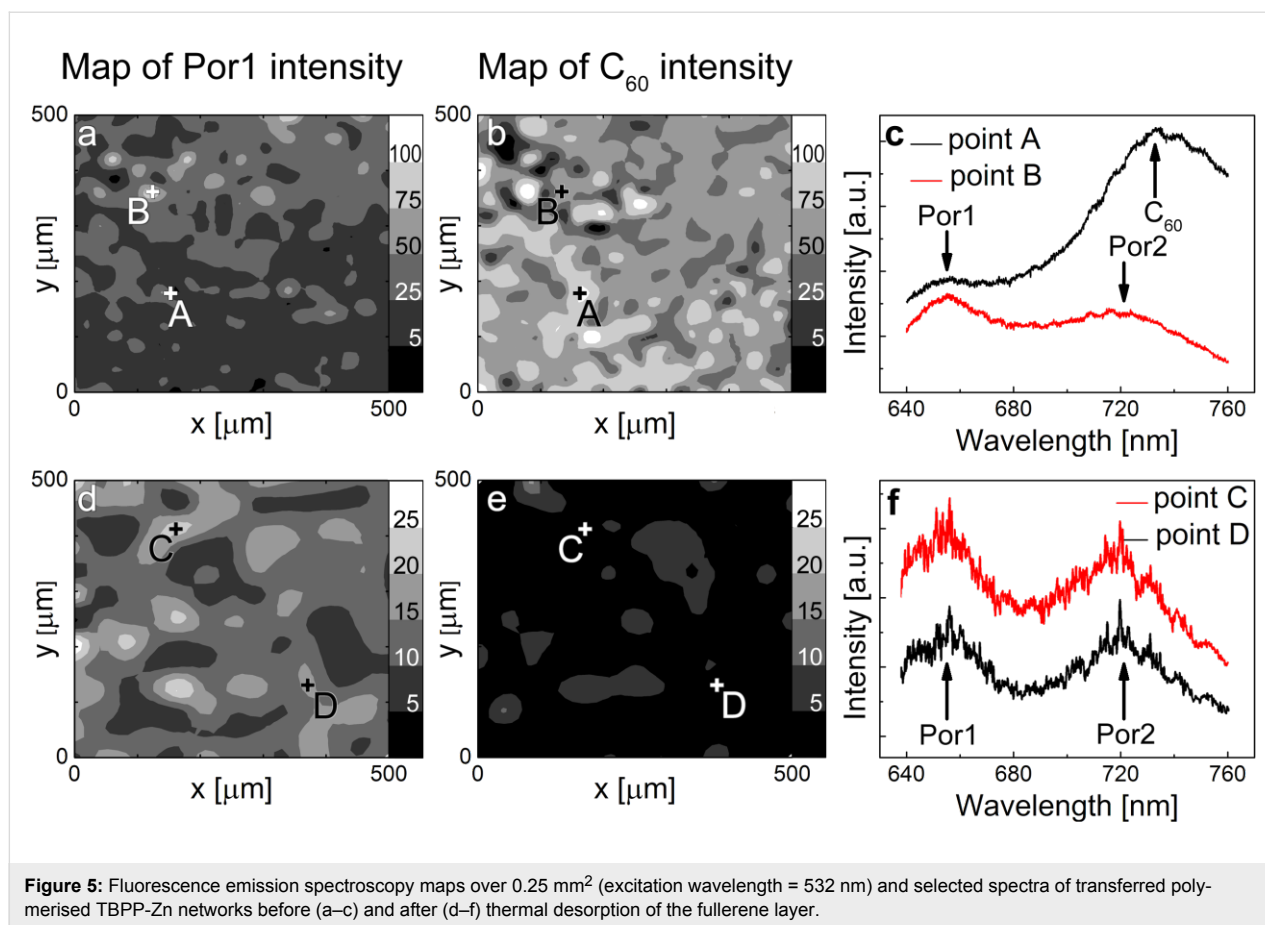 Map of Por1 intensity
Map of C60 intensity
500
a
B
A
y [μm]
0
0
500
x [μm]
100
75
50
25
5
b
B
A
y [μm]
0
x [μm]
100
75
50
25
5
c
point A
point B
Por1
C60
Por2
Intensity [a.u.]
640
680
720
760
Wavelength [nm]
500
d
C
D
y [μm]
0
0
500
x [μm]
25
20
15
10
5
500
e
C
D
y [μm]
0
0
500
x [μm]
25
20
15
10
5
f
point C
point D
Por1
Por2
Intensity [a.u.]
640
680
720
760
Wavelength [nm]
Figure 5: Fluorescence emission spectroscopy maps over 0.25 mm2 (excitation wavelength = 532 nm) and selected spectra of transferred poly-
merised TBPP-Zn networks before (a–c) and after (d–f) thermal desorption of the fullerene layer.